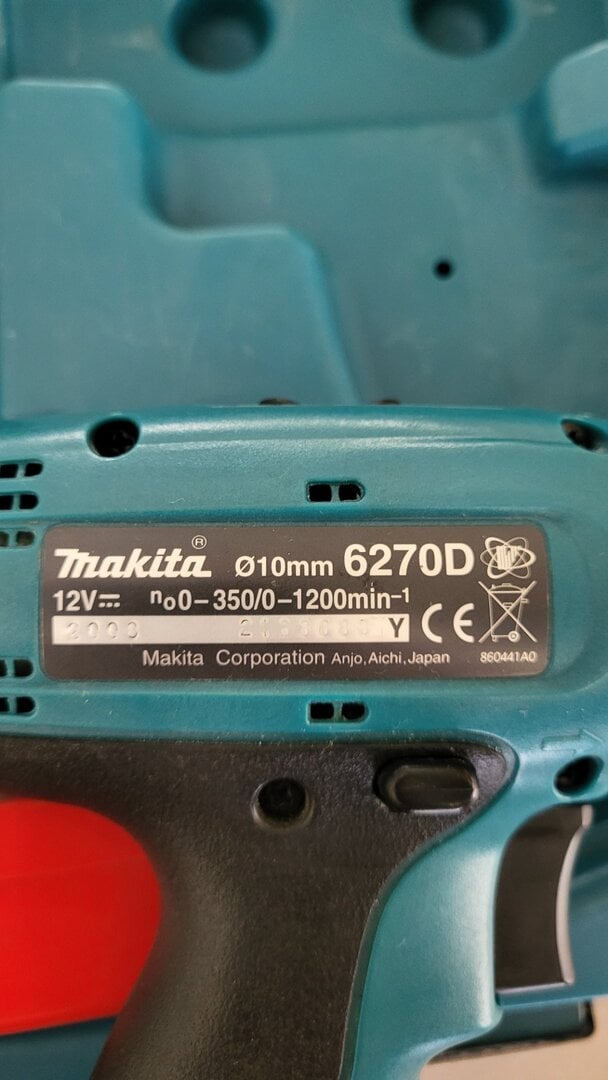 makita® Ø10mm 6270D
12V⎓ n₀0–350/0–1200min⁻¹
Y CE
Makita Corporation Anjo, Aichi, Japan 860441A0